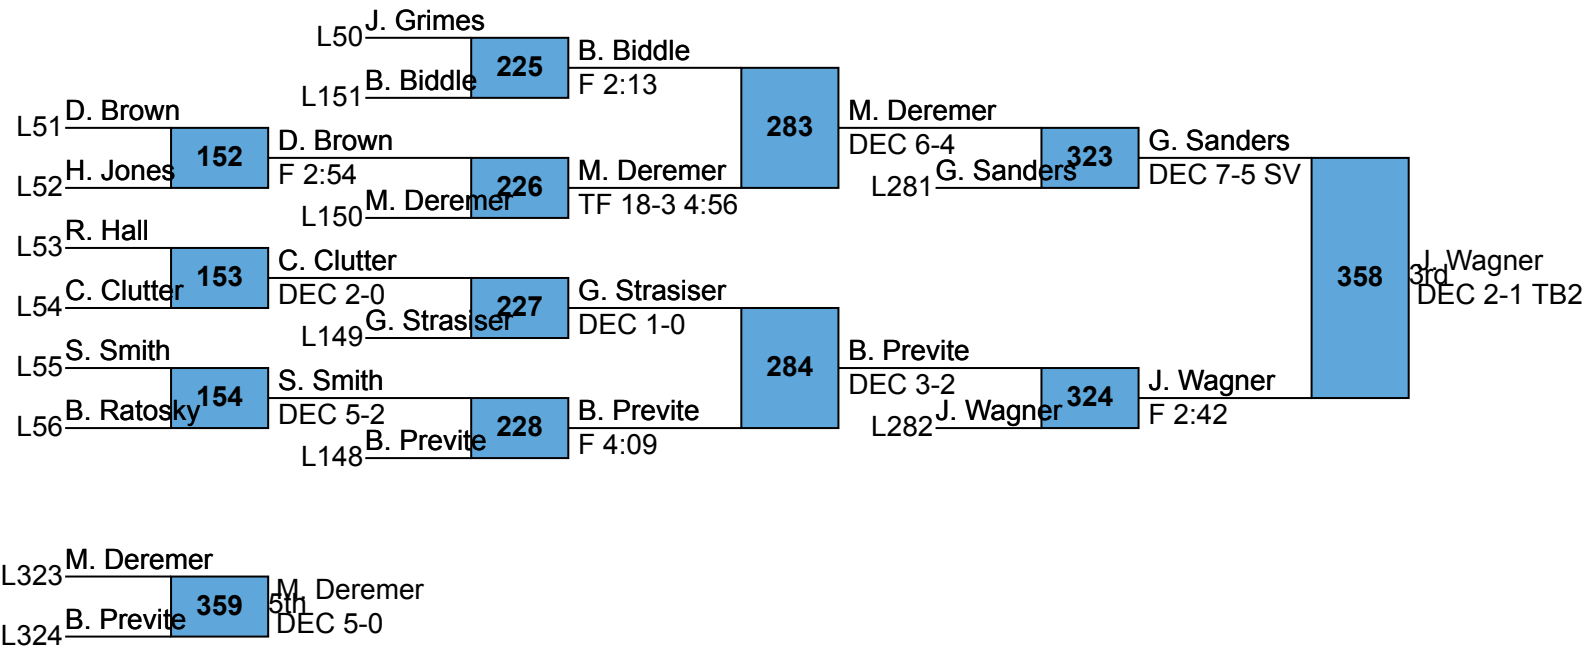 J. Grimes
L50
225
B. Biddle
L151
B. Biddle
F 2:13
D. Brown
L51
152
H. Jones
L52
D. Brown
F 2:54
226
M. Deremer
L150
M. Deremer
TF 18-3 4:56
283
M. Deremer
DEC 6-4
G. Sanders
L281
323
G. Sanders
DEC 7-5 SV
R. Hall
L53
153
C. Clutter
L54
C. Clutter
DEC 2-0
227
G. Strasiser
L149
G. Strasiser
DEC 1-0
S. Smith
L55
154
B. Ratosky
L56
S. Smith
DEC 5-2
228
B. Previte
L148
B. Previte
F 4:09
284
B. Previte
DEC 3-2
J. Wagner
L282
324
J. Wagner
F 2:42
358
3rd
J. Wagner
DEC 2-1 TB2
M. Deremer
L323
359
B. Previte
L324
5th
M. Deremer
DEC 5-0